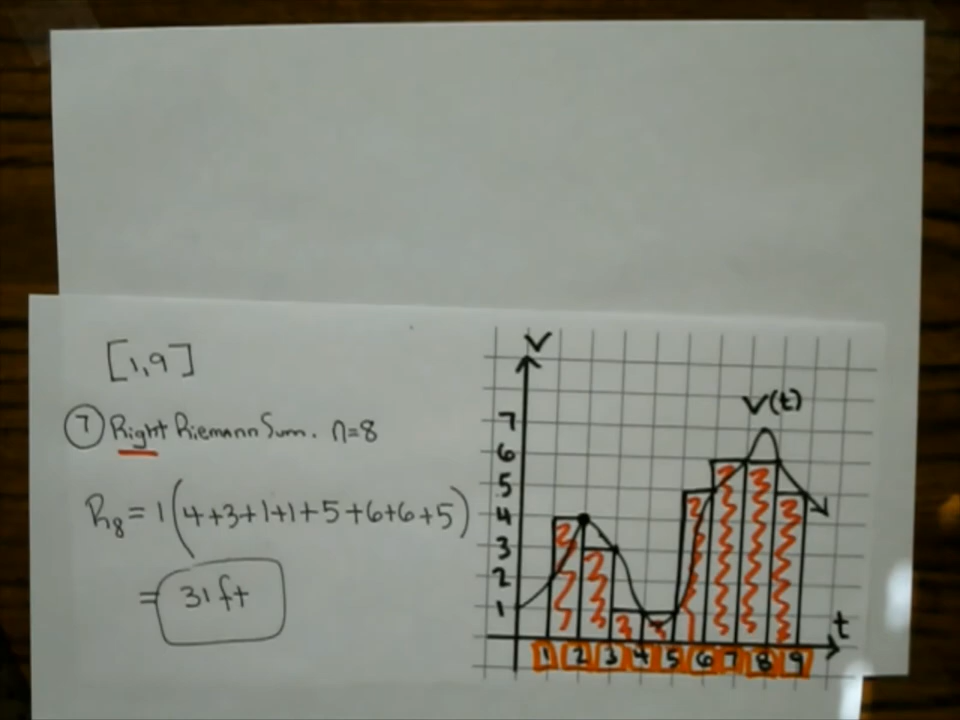 [1,9]
7 Right Riemann Sum. n=8
R8 = 1(4+3+1+1+5+6+6+5)
= 31 ft
V
V(t)
7
6
5
4
3
2
1
t
1 2 3 4 5 6 7 8 9